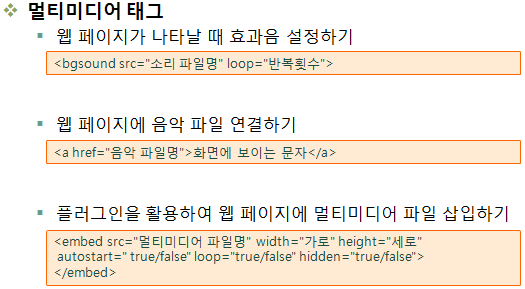 멀티미디어 태그
웹 페이지가 나타날 때 효과음 설정하기
<bgsound src="소리 파일명" loop="반복횟수">
웹 페이지에 음악 파일 연결하기
<a href="음악 파일명">화면에 보이는 문자</a>
플러그인을 활용하여 웹 페이지에 멀티미디어 파일 삽입하기
<embed src="멀티미디어 파일명" width="가로" height="세로"
autostart=" true/false" loop="true/false" hidden="true/false">
</embed>